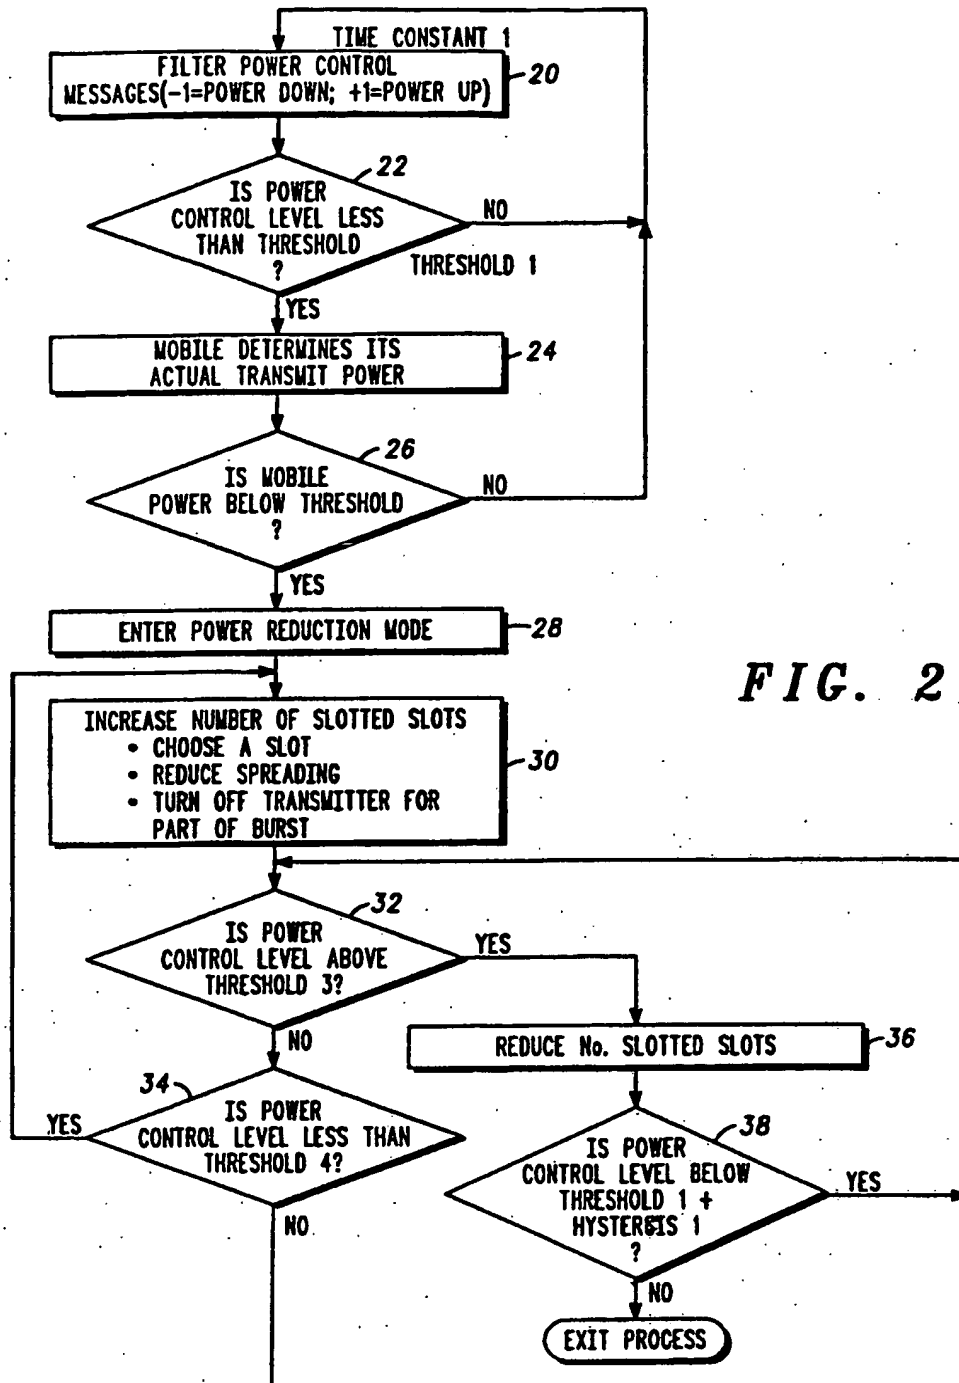 TIME CONSTANT 1
FILTER POWER CONTROL
MESSAGES(-1=POWER DOWN; +1=POWER UP)
20
22
IS POWER
CONTROL LEVEL LESS
THAN THRESHOLD
?
NO
THRESHOLD 1
YES
MOBILE DETERMINES ITS
ACTUAL TRANSMIT POWER
24
26
IS MOBILE
POWER BELOW THRESHOLD
?
NO
YES
ENTER POWER REDUCTION MODE
28
FIG. 2
INCREASE NUMBER OF SLOTTED SLOTS
• CHOOSE A SLOT
• REDUCE SPREADING
• TURN OFF TRANSMITTER FOR
PART OF BURST
30
32
IS POWER
CONTROL LEVEL ABOVE
THRESHOLD 3?
YES
NO
REDUCE No. SLOTTED SLOTS
36
34
IS POWER
CONTROL LEVEL LESS THAN
THRESHOLD 4?
YES
NO
38
IS POWER
CONTROL LEVEL BELOW
THRESHOLD 1 +
HYSTERSIS 1
?
YES
NO
EXIT PROCESS